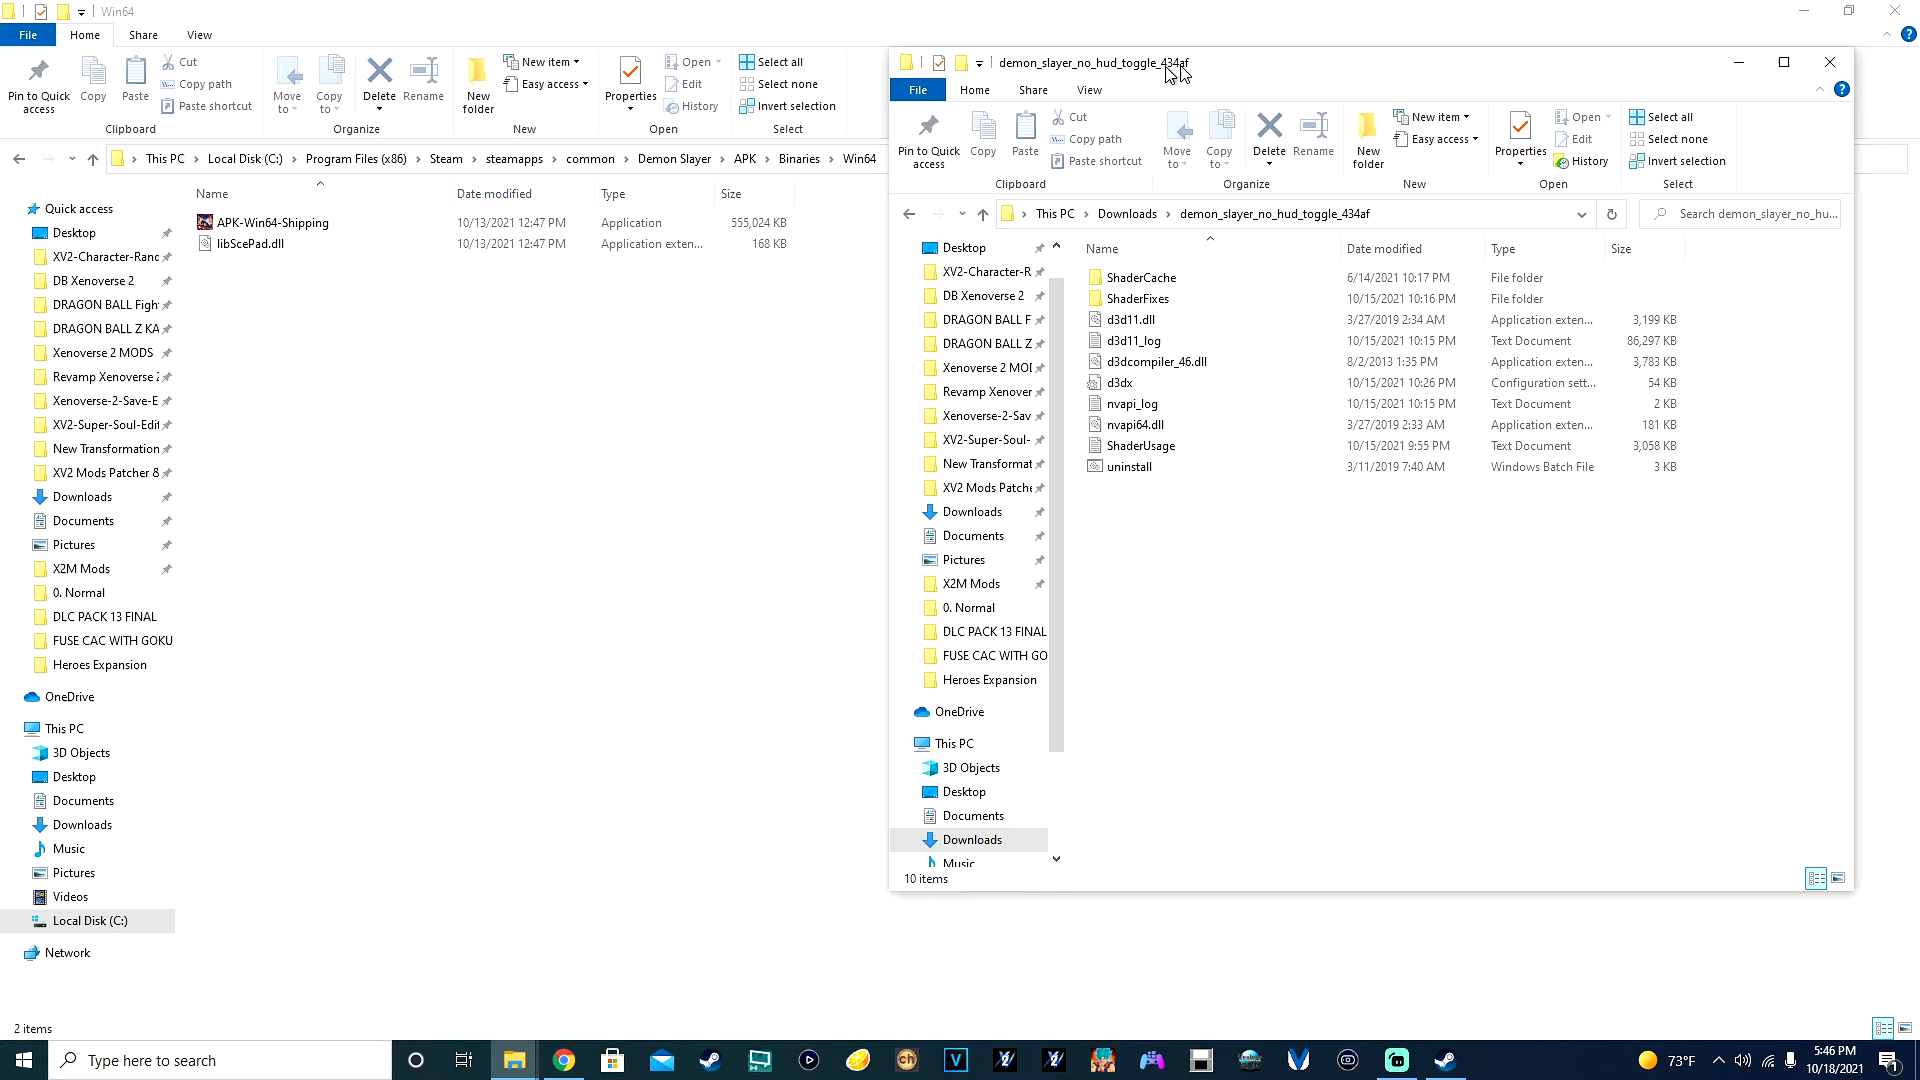 Win64
File Home Share View
Pin to Quick access
Copy
Paste
Cut
Copy path
Paste shortcut
Clipboard
Move to
Copy to
Delete
Rename
Organize
New folder
New item
Easy access
New
Properties
Open
Edit
History
Open
Select all
Select none
Invert selection
Select
This PC > Local Disk (C:) > Program Files (x86) > Steam > steamapps > common > Demon Slayer > APK > Binaries > Win64
Name Date modified Type Size
APK-Win64-Shipping 10/13/2021 12:47 PM Application 555,024 KB
libScePad.dll 10/13/2021 12:47 PM Application exten... 168 KB
Quick access
Desktop
XV2-Character-Ranc
DB Xenoverse 2
DRAGON BALL Figh
DRAGON BALL Z KA
Xenoverse 2 MODS
Revamp Xenoverse 2
Xenoverse-2-Save-E
XV2-Super-Soul-Edit
New Transformation
XV2 Mods Patcher &
Downloads
Documents
Pictures
X2M Mods
0. Normal
DLC PACK 13 FINAL
FUSE CAC WITH GOKU
Heroes Expansion
OneDrive
This PC
3D Objects
Desktop
Documents
Downloads
Music
Pictures
Videos
Local Disk (C:)
Network
2 items
demon_slayer_no_hud_toggle_434af
File Home Share View
Pin to Quick access
Copy
Paste
Cut
Copy path
Paste shortcut
Clipboard
Move to
Copy to
Delete
Rename
Organize
New folder
New item
Easy access
New
Properties
Open
Edit
History
Open
Select all
Select none
Invert selection
Select
This PC > Downloads > demon_slayer_no_hud_toggle_434af
Search demon_slayer_no_hu...
Name Date modified Type Size
ShaderCache 6/14/2021 10:17 PM File folder
ShaderFixes 10/15/2021 10:16 PM File folder
d3d11.dll 3/27/2019 2:34 AM Application exten... 3,199 KB
d3d11_log 10/15/2021 10:15 PM Text Document 86,297 KB
d3dcompiler_46.dll 8/2/2013 1:35 PM Application exten... 3,783 KB
d3dx 10/15/2021 10:26 PM Configuration sett... 54 KB
nvapi_log 10/15/2021 10:15 PM Text Document 2 KB
nvapi64.dll 3/27/2019 2:33 AM Application exten... 181 KB
ShaderUsage 10/15/2021 9:55 PM Text Document 3,058 KB
uninstall 3/11/2019 7:40 AM Windows Batch File 3 KB
Desktop
XV2-Character-R
DB Xenoverse 2
DRAGON BALL F
DRAGON BALL Z
Xenoverse 2 MOD
Revamp Xenover
Xenoverse-2-Sav
XV2-Super-Soul-
New Transformat
XV2 Mods Patche
Downloads
Documents
Pictures
X2M Mods
0. Normal
DLC PACK 13 FINAL
FUSE CAC WITH GO
Heroes Expansion
OneDrive
This PC
3D Objects
Desktop
Documents
Downloads
Music
10 items
Type here to search
73°F
5:46 PM
10/18/2021
1